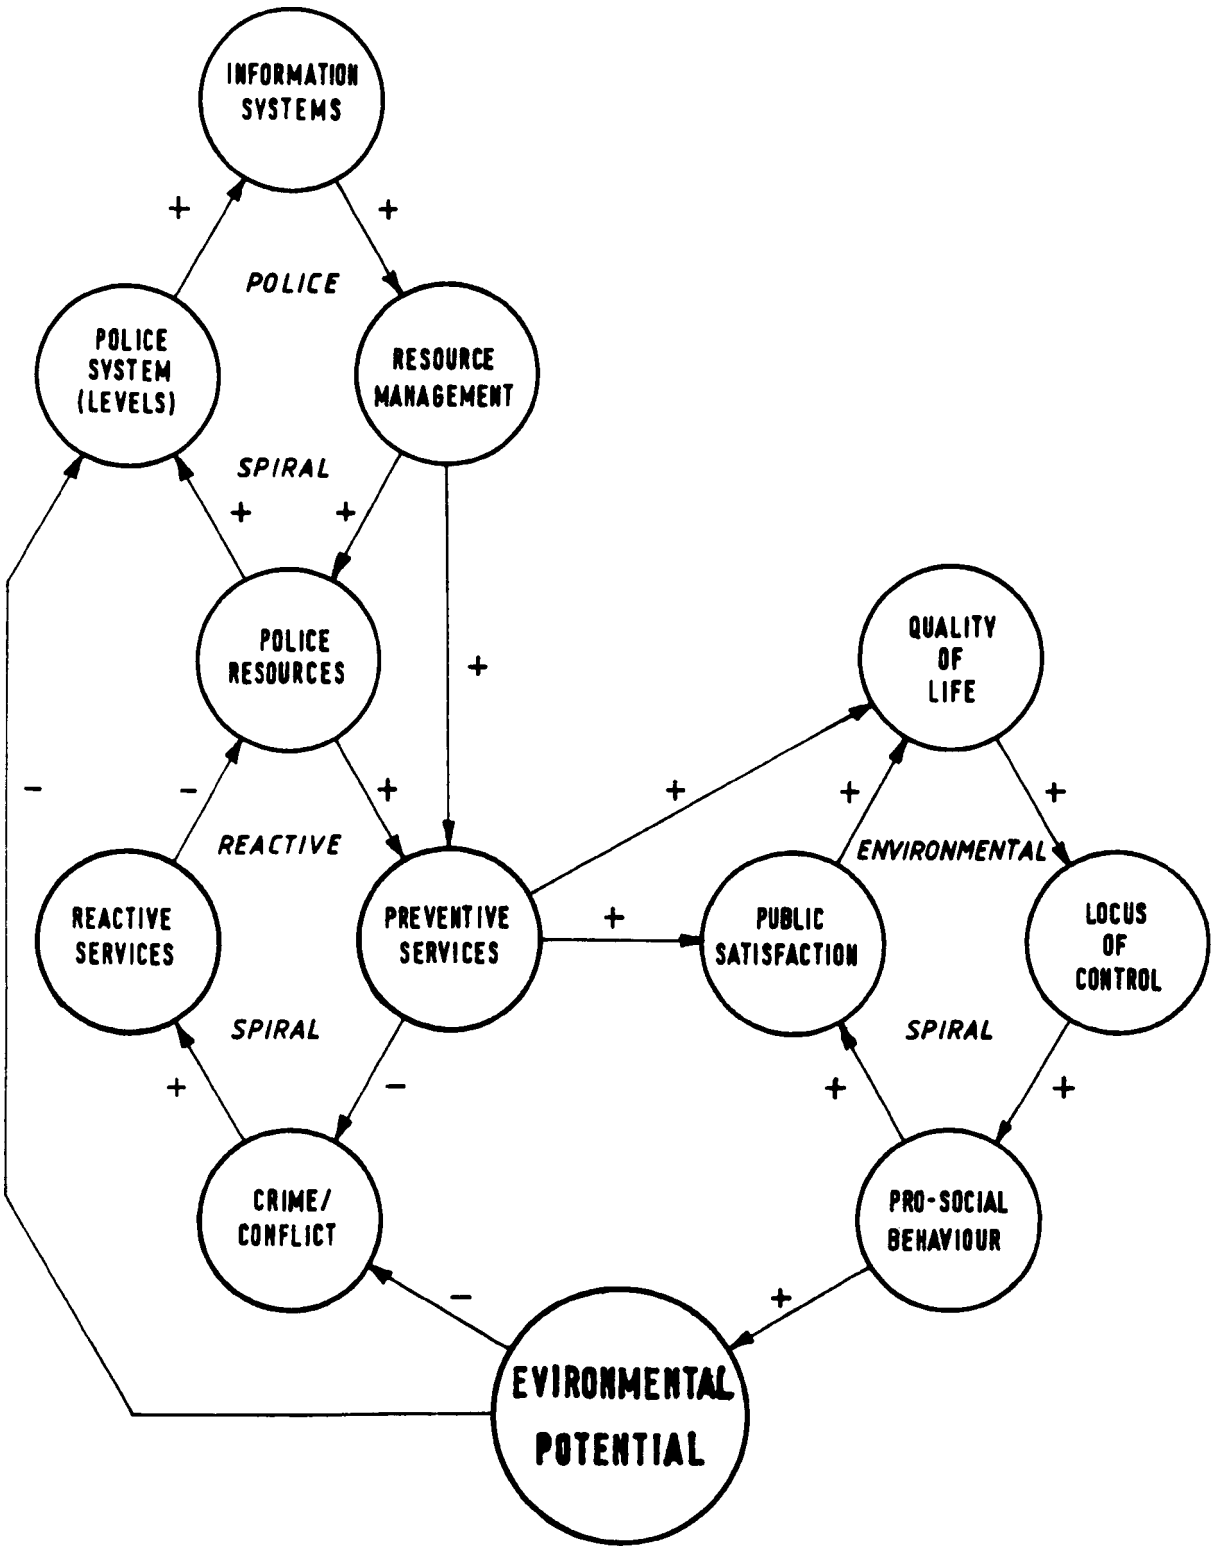 INFORMATION
SYSTEMS
+
+
POLICE
POLICE
SYSTEM
(LEVELS)
RESOURCE
MANAGEMENT
SPIRAL
+
+
POLICE
RESOURCES
+
QUALITY
OF
LIFE
-
-
+
+
+
+
REACTIVE
ENVIRONMENTAL
REACTIVE
SERVICES
PREVENTIVE
SERVICES
+
PUBLIC
SATISFACTION
LOCUS
OF
CONTROL
SPIRAL
SPIRAL
+
-
+
+
CRIME/
CONFLICT
PRO-SOCIAL
BEHAVIOUR
-
+
EVIRONMENTAL
POTENTIAL